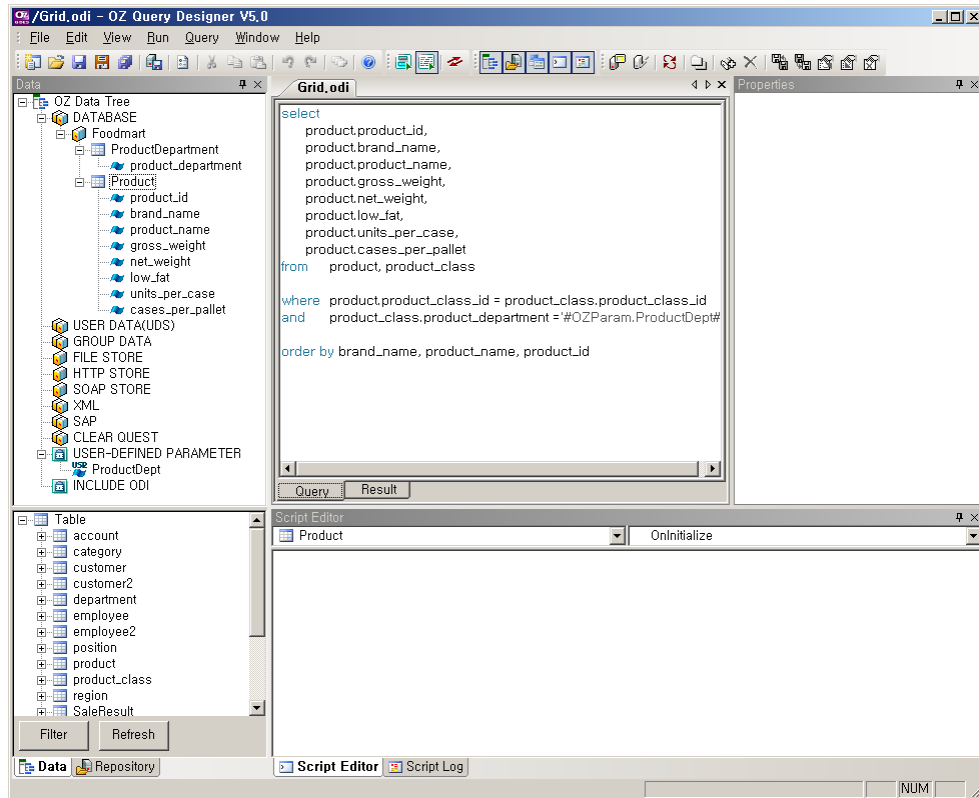 /Grid.odi - OZ Query Designer V5.0
File Edit View Run Query Window Help
Data
OZ Data Tree
DATABASE
Foodmart
ProductDepartment
product_department
Product
product_id
brand_name
product_name
gross_weight
net_weight
low_fat
units_per_case
cases_per_pallet
USER DATA(UDS)
GROUP DATA
FILE STORE
HTTP STORE
SOAP STORE
XML
SAP
CLEAR QUEST
USER-DEFINED PARAMETER
USR ProductDept
INCLUDE ODI
Grid.odi
select
product.product_id,
product.brand_name,
product.product_name,
product.gross_weight,
product.net_weight,
product.low_fat,
product.units_per_case,
product.cases_per_pallet
from product, product_class
where product.product_class_id = product_class.product_class_id
and product_class.product_department ='#OZParam.ProductDept#
order by brand_name, product_name, product_id
Query Result
Properties
Table
account
category
customer
customer2
department
employee
employee2
position
product
product_class
region
SaleResult
Filter Refresh
Data Repository
Script Editor
Product OnInitialize
Script Editor Script Log
NUM